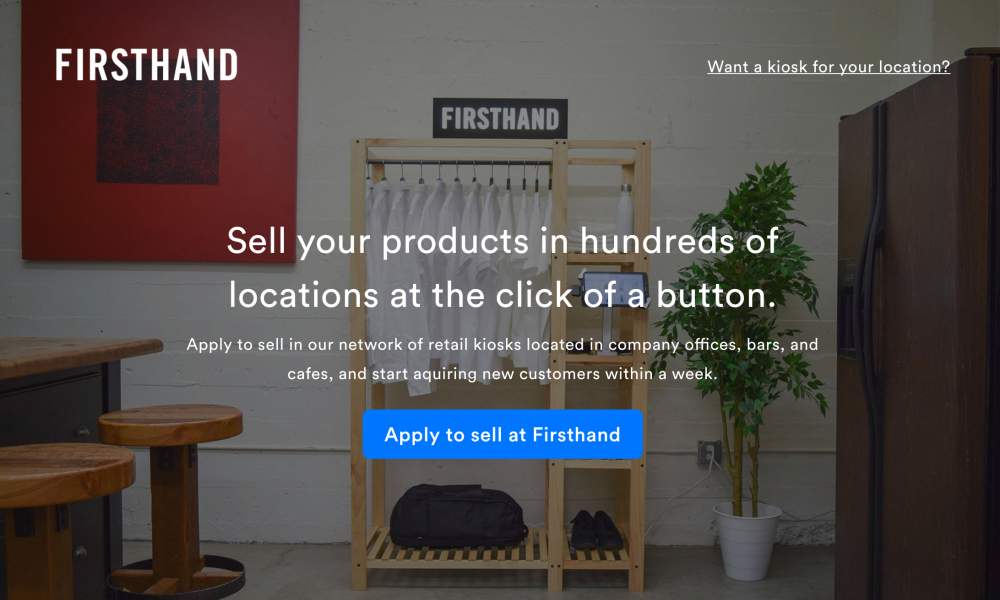 FIRSTHAND
Want a kiosk for your location?
FIRSTHAND
Sell your products in hundreds of
locations at the click of a button.
Apply to sell in our network of retail kiosks located in company offices, bars, and
cafes, and start aquiring new customers within a week.
Apply to sell at Firsthand